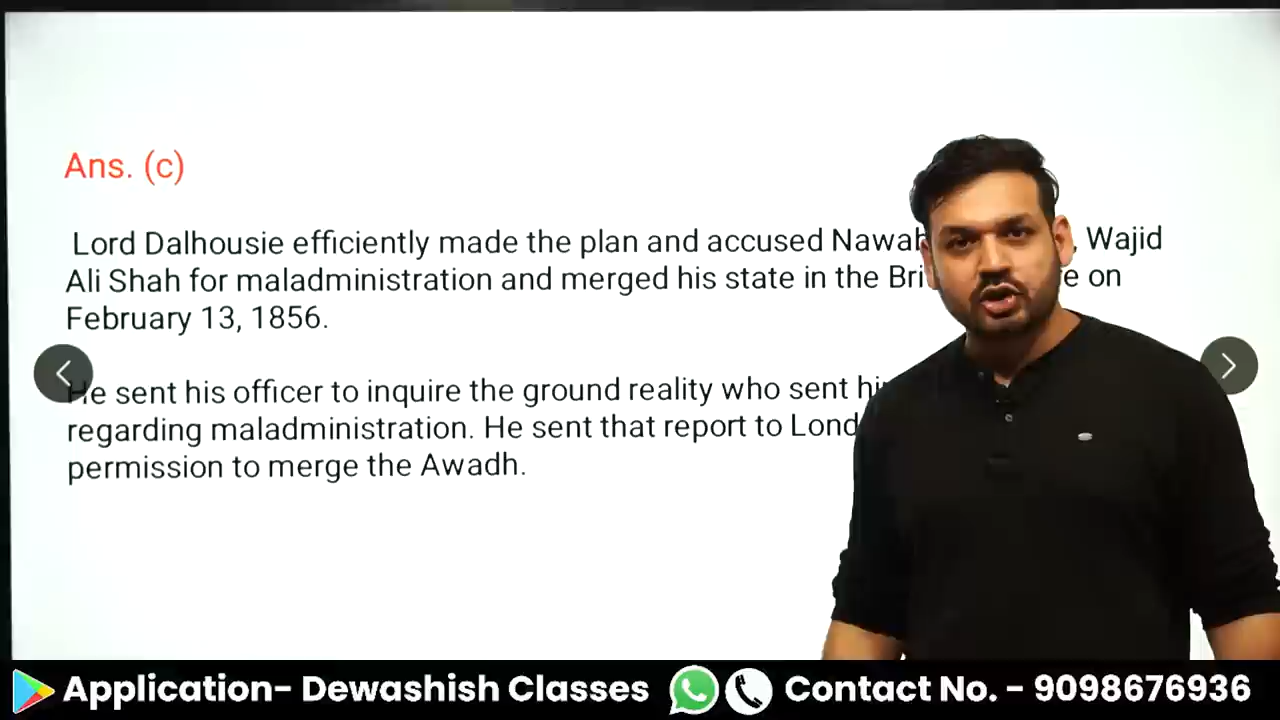 Ans. (c)
Lord Dalhousie efficiently made the plan and accused Nawab , Wajid
Ali Shah for maladministration and merged his state in the Bri e on
February 13, 1856.
He sent his officer to inquire the ground reality who sent hi
regarding maladministration. He sent that report to Lond
permission to merge the Awadh.
Application- Dewashish Classes
Contact No. - 9098676936